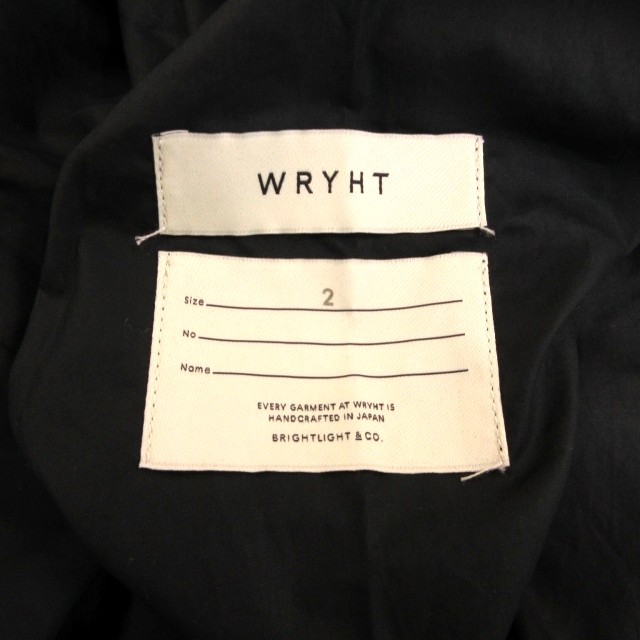 WRYHT
Size 2
No
Name
EVERY GARMENT AT WRYHT IS
HANDCRAFTED IN JAPAN
BRIGHTLIGHT & CO.